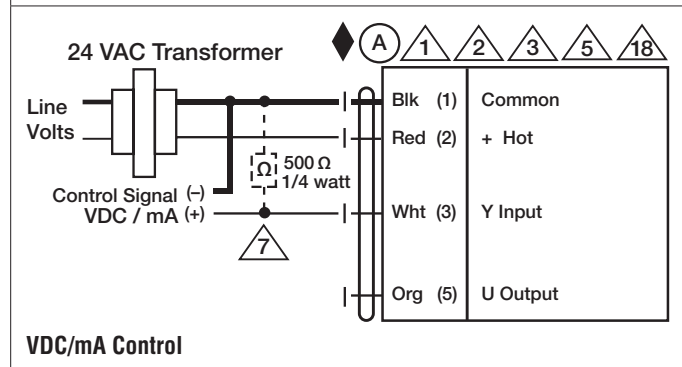 24 VAC Transformer
A 1 2 3 5 18
Line
Volts
Blk (1) Common
Red (2) + Hot
Ω 500 Ω
1/4 watt
Control Signal (–)
VDC / mA (+)
Wht (3) Y Input
7
Org (5) U Output
VDC/mA Control